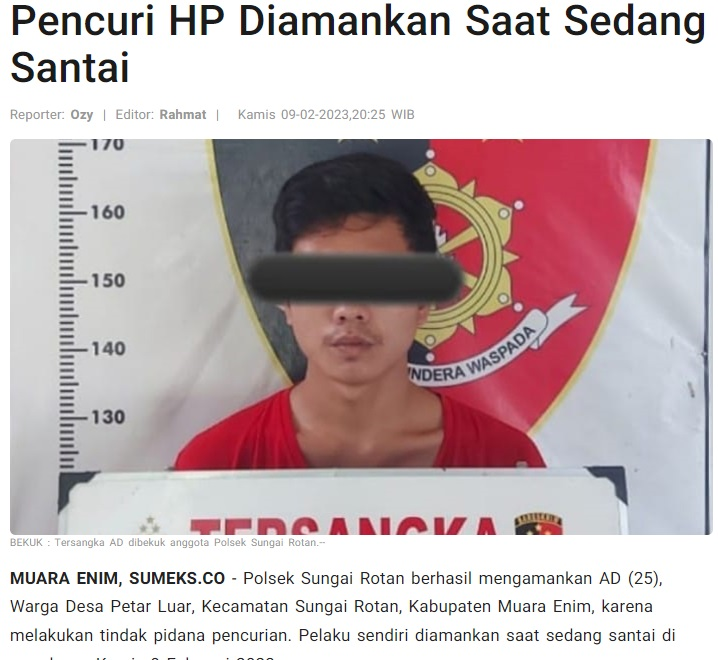 Pencuri HP Diamankan Saat Sedang
Santai
Reporter: Ozy | Editor: Rahmat | Kamis 09-02-2023,20:25 WIB
170
160
150
140
130
NDERA WASPADA
TERSANGKA
BEKUK : Tersangka AD dibekuk anggota Polsek Sungai Rotan.--
MUARA ENIM, SUMEKS.CO - Polsek Sungai Rotan berhasil mengamankan AD (25),
Warga Desa Petar Luar, Kecamatan Sungai Rotan, Kabupaten Muara Enim, karena
melakukan tindak pidana pencurian. Pelaku sendiri diamankan saat sedang santai di